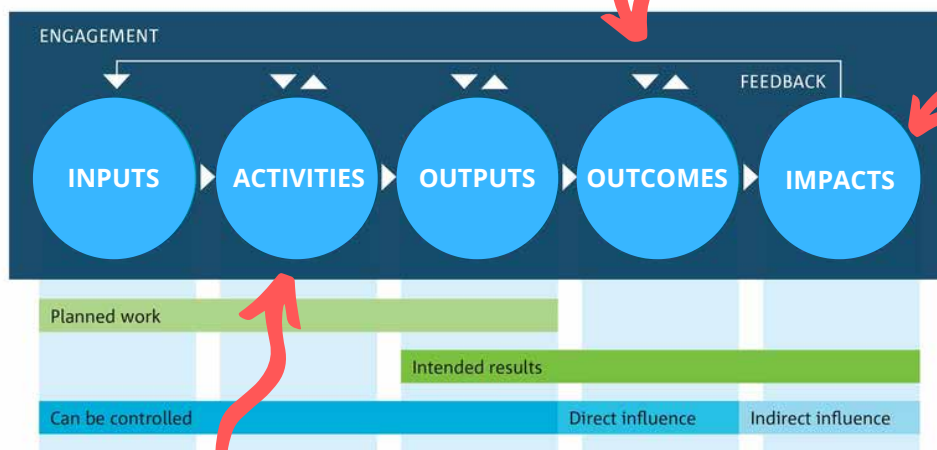 ENGAGEMENT
FEEDBACK
INPUTS ACTIVITIES OUTPUTS OUTCOMES IMPACTS
Planned work
Intended results
Can be controlled Direct influence Indirect influence